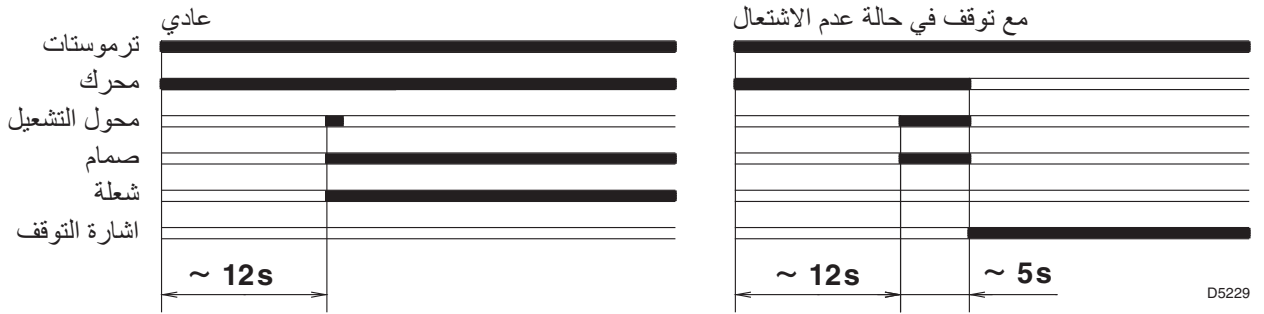 عادي
ترموستات
محرك
محول التشعيل
صمام
شعلة
اشارة التوقف
~ 12s
مع توقف في حالة عدم الاشتعال
~ 12s
~ 5s
D5229